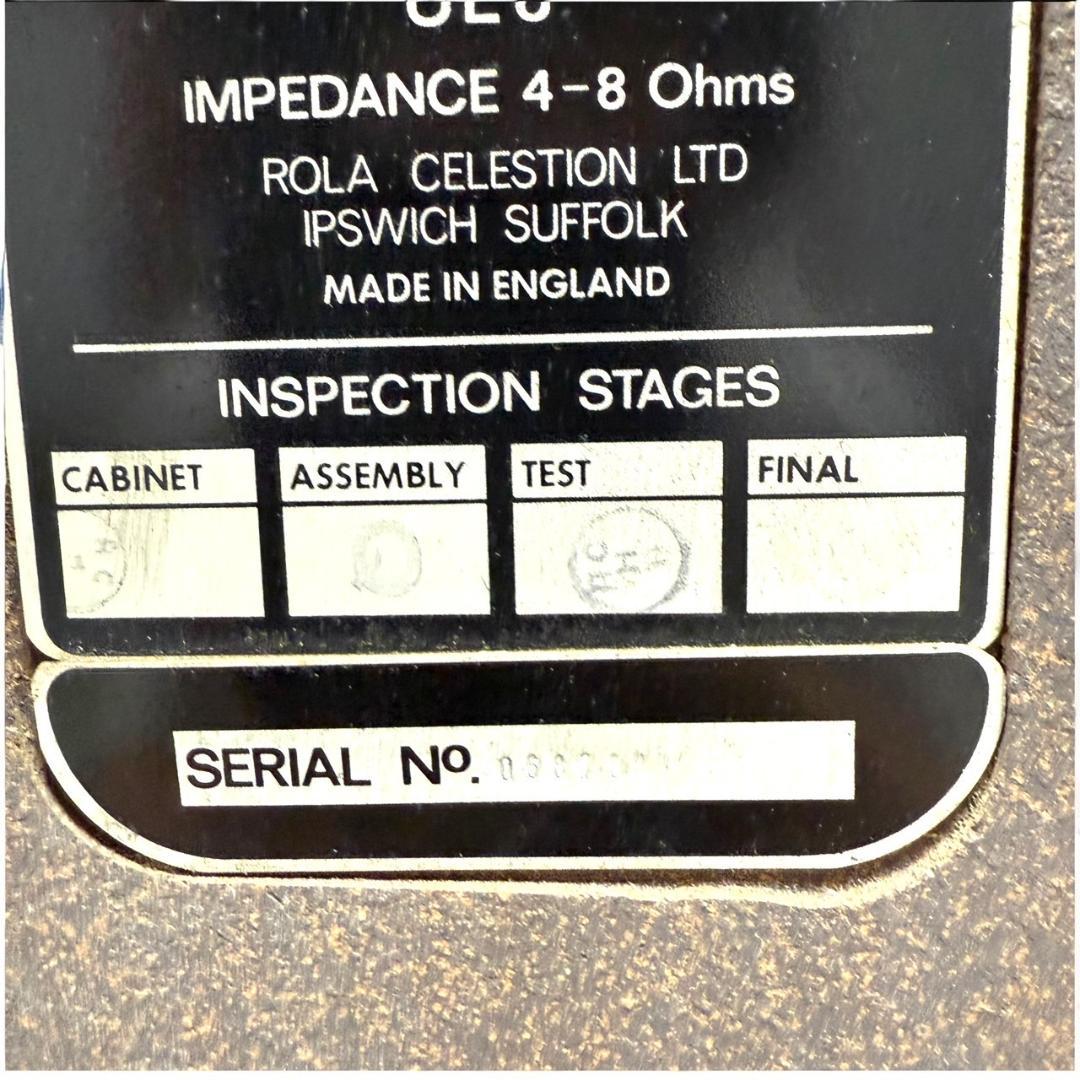 IMPEDANCE 4-8 Ohms
ROLA CELESTION LTD
IPSWICH SUFFOLK
MADE IN ENGLAND
INSPECTION STAGES
CABINET ASSEMBLY TEST FINAL
SERIAL No.